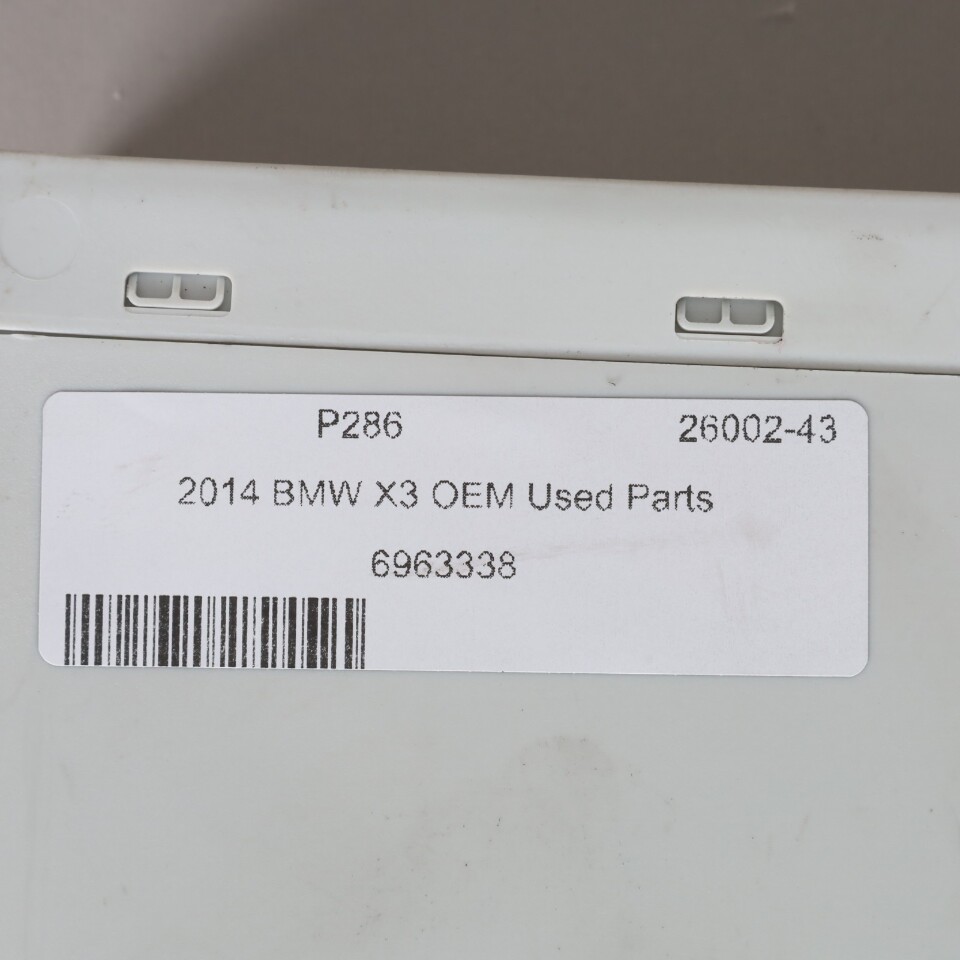 P286 26002-43
2014 BMW X3 OEM Used Parts
6963338